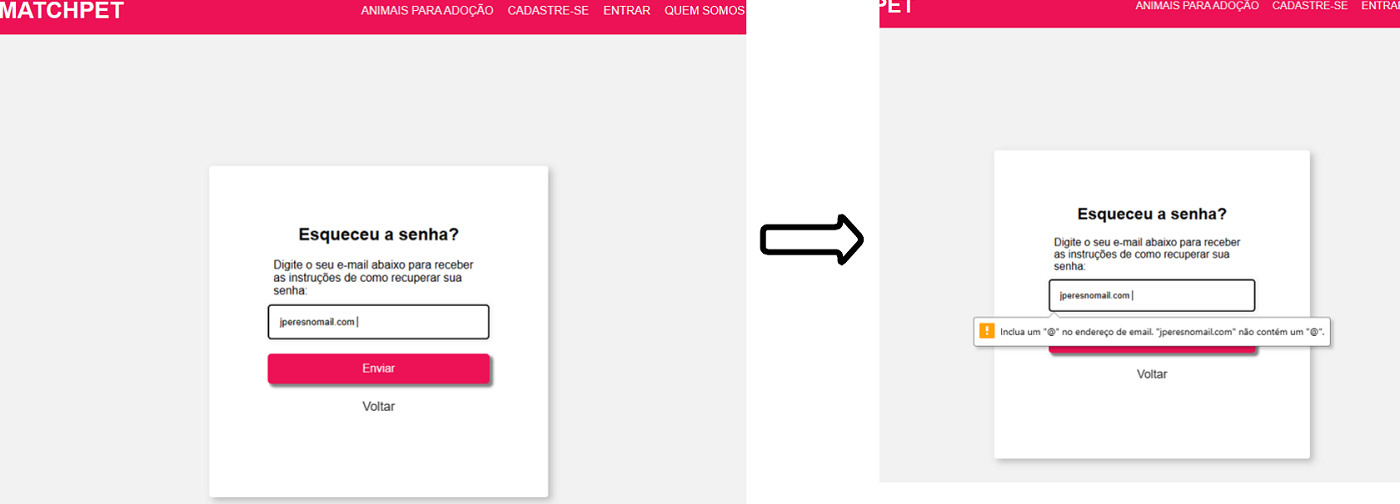 MATCHPET
ANIMAIS PARA ADOÇÃO CADASTRE-SE ENTRAR QUEM SOMOS
Esqueceu a senha?
Digite o seu e-mail abaixo para receber
as instruções de como recuperar sua
senha:
jperesnomail.com
Enviar
Voltar
PET
ANIMAIS PARA ADOÇÃO CADASTRE-SE ENTRA
Esqueceu a senha?
Digite o seu e-mail abaixo para receber
as instruções de como recuperar sua
senha:
jperesnomail.com
! Inclua um "@" no endereço de email. "jperesnomail.com" não contém um "@".
Voltar